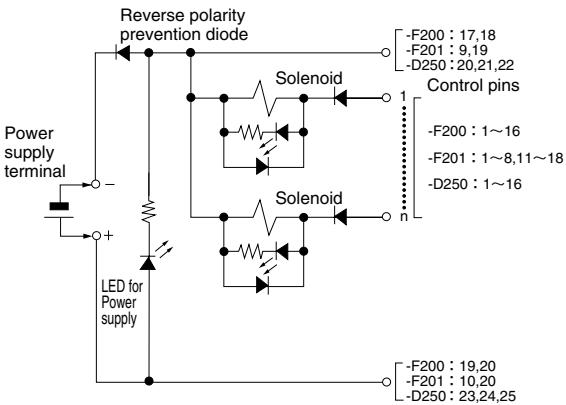 Reverse polarity
prevention diode
-F200：17,18
-F201：9,19
-D250：20,21,22
Control pins
Solenoid
1
-F200：1～16
-F201：1～8,11～18
-D250：1～16
Power
supply
terminal
−
+
Solenoid
n
LED for
Power
supply
-F200：19,20
-F201：10,20
-D250：23,24,25